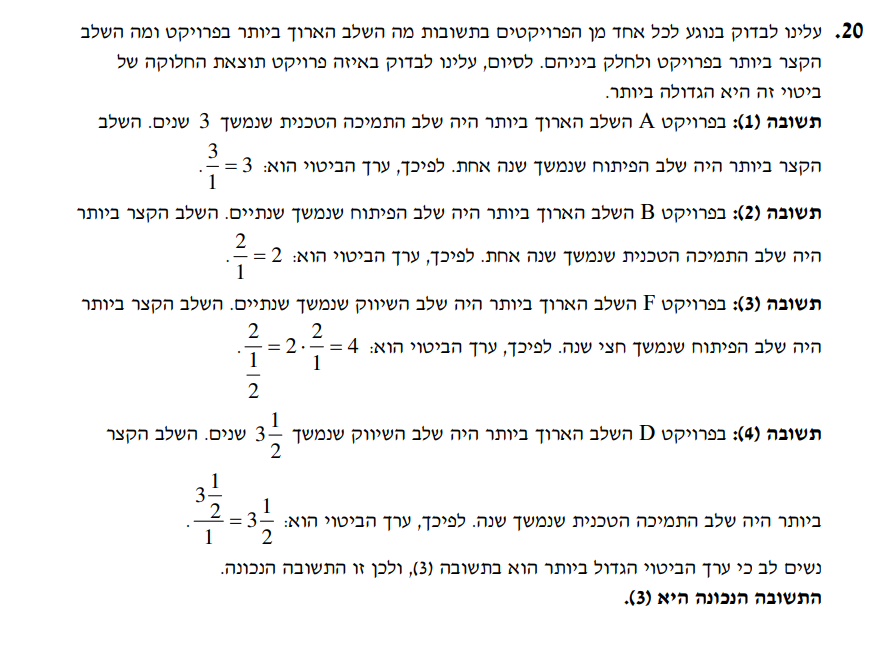 20. עלינו לבדוק בנוגע לכל אחד מן הפרויקטים בתשובות מה השלב הארוך ביותר בפרויקט ומה השלב
הקצר ביותר בפרויקט ולחלק ביניהם. לסיום, עלינו לבדוק באיזה פרויקט תוצאת החלוקה של
ביטוי זה היא הגדולה ביותר.
תשובה (1): בפרויקט A השלב הארוך ביותר היה שלב התמיכה הטכנית שנמשך 3 שנים. השלב
הקצר ביותר היה שלב הפיתוח שנמשך שנה אחת. לפיכך, ערך הביטוי הוא: $\frac{3}{1} = 3$.
תשובה (2): בפרויקט B השלב הארוך ביותר היה שלב הפיתוח שנמשך שנתיים. השלב הקצר ביותר
היה שלב התמיכה הטכנית שנמשך שנה אחת. לפיכך, ערך הביטוי הוא: $\frac{2}{1} = 2$.
תשובה (3): בפרויקט F השלב הארוך ביותר היה שלב השיווק שנמשך שנתיים. השלב הקצר ביותר
היה שלב הפיתוח שנמשך חצי שנה. לפיכך, ערך הביטוי הוא: $\frac{2}{\frac{1}{2}} = 2 \cdot \frac{2}{1} = 4$.
תשובה (4): בפרויקט D השלב הארוך ביותר היה שלב השיווק שנמשך $3\frac{1}{2}$ שנים. השלב הקצר
ביותר היה שלב התמיכה הטכנית שנמשך שנה. לפיכך, ערך הביטוי הוא: $\frac{3\frac{1}{2}}{1} = 3\frac{1}{2}$.
נשים לב כי ערך הביטוי הגדול ביותר הוא בתשובה (3), ולכן זו התשובה הנכונה.
התשובה הנכונה היא (3).